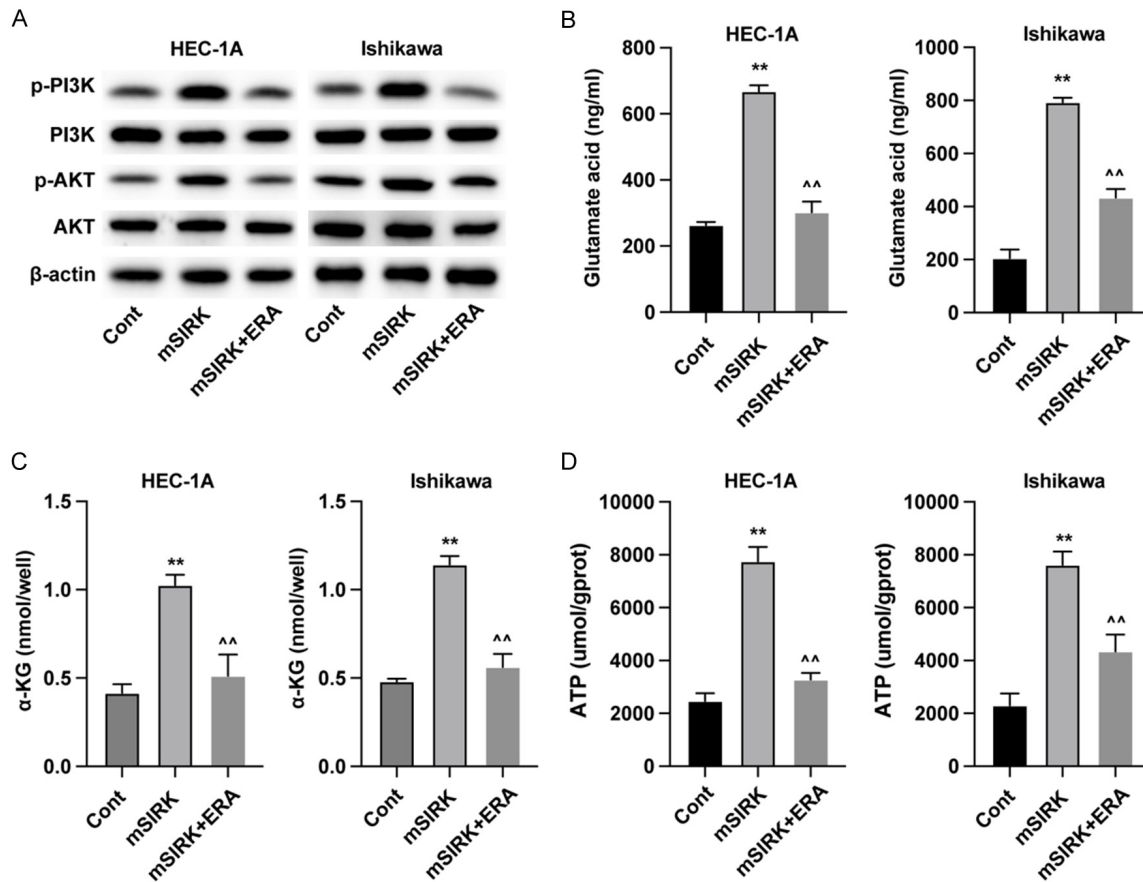 A
HEC-1A Ishikawa
p-PI3K
PI3K
p-AKT
AKT
β-actin
Cont mSIRK mSIRK+ERA Cont mSIRK mSIRK+ERA
B
HEC-1A
Glutamate acid (ng/ml)
800
600
400
200
0
**
^^
Cont mSIRK mSIRK+ERA
Ishikawa
Glutamate acid (ng/ml)
1000
800
600
400
200
0
**
^^
Cont mSIRK mSIRK+ERA
C
HEC-1A
α-KG (nmol/well)
1.5
1.0
0.5
0.0
**
^^
Cont mSIRK mSIRK+ERA
Ishikawa
α-KG (nmol/well)
1.5
1.0
0.5
0.0
**
^^
Cont mSIRK mSIRK+ERA
D
HEC-1A
ATP (umol/gprot)
10000
8000
6000
4000
2000
0
**
^^
Cont mSIRK mSIRK+ERA
Ishikawa
ATP (umol/gprot)
10000
8000
6000
4000
2000
0
**
^^
Cont mSIRK mSIRK+ERA